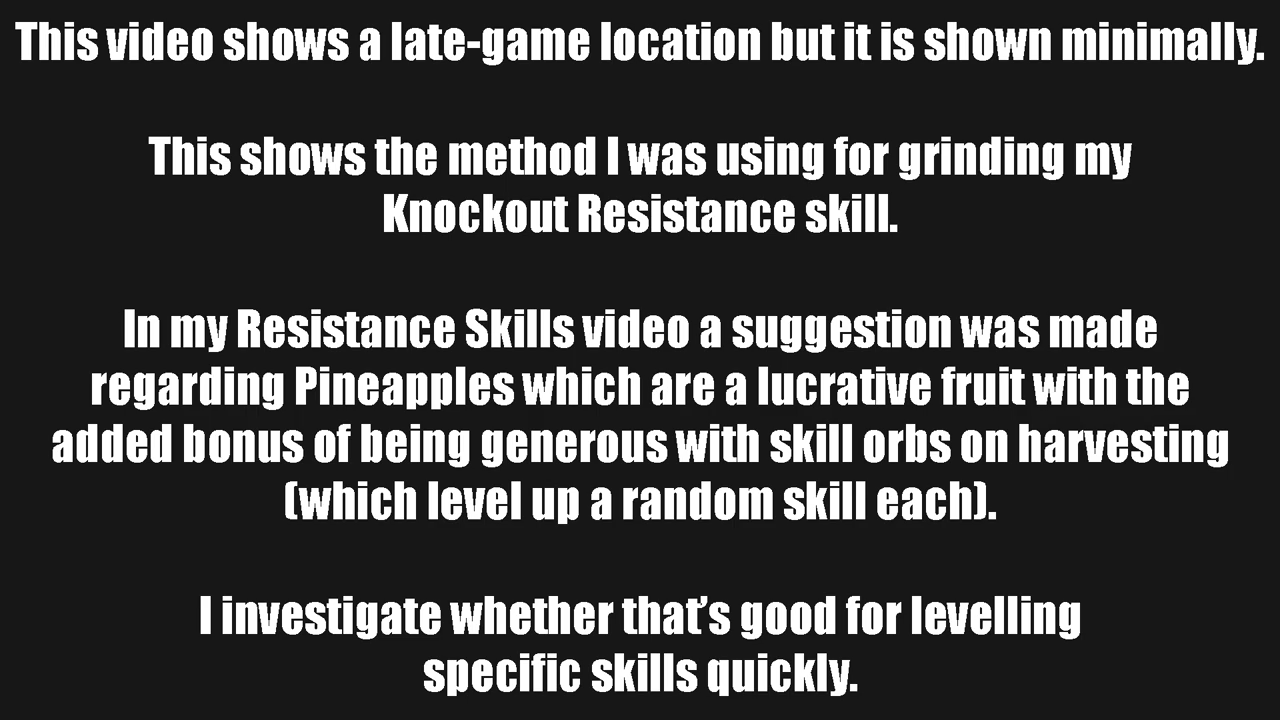 This video shows a late-game location but it is shown minimally.
This shows the method I was using for grinding my
Knockout Resistance skill.
In my Resistance Skills video a suggestion was made
regarding Pineapples which are a lucrative fruit with the
added bonus of being generous with skill orbs on harvesting
(which level up a random skill each).
I investigate whether that's good for levelling
specific skills quickly.